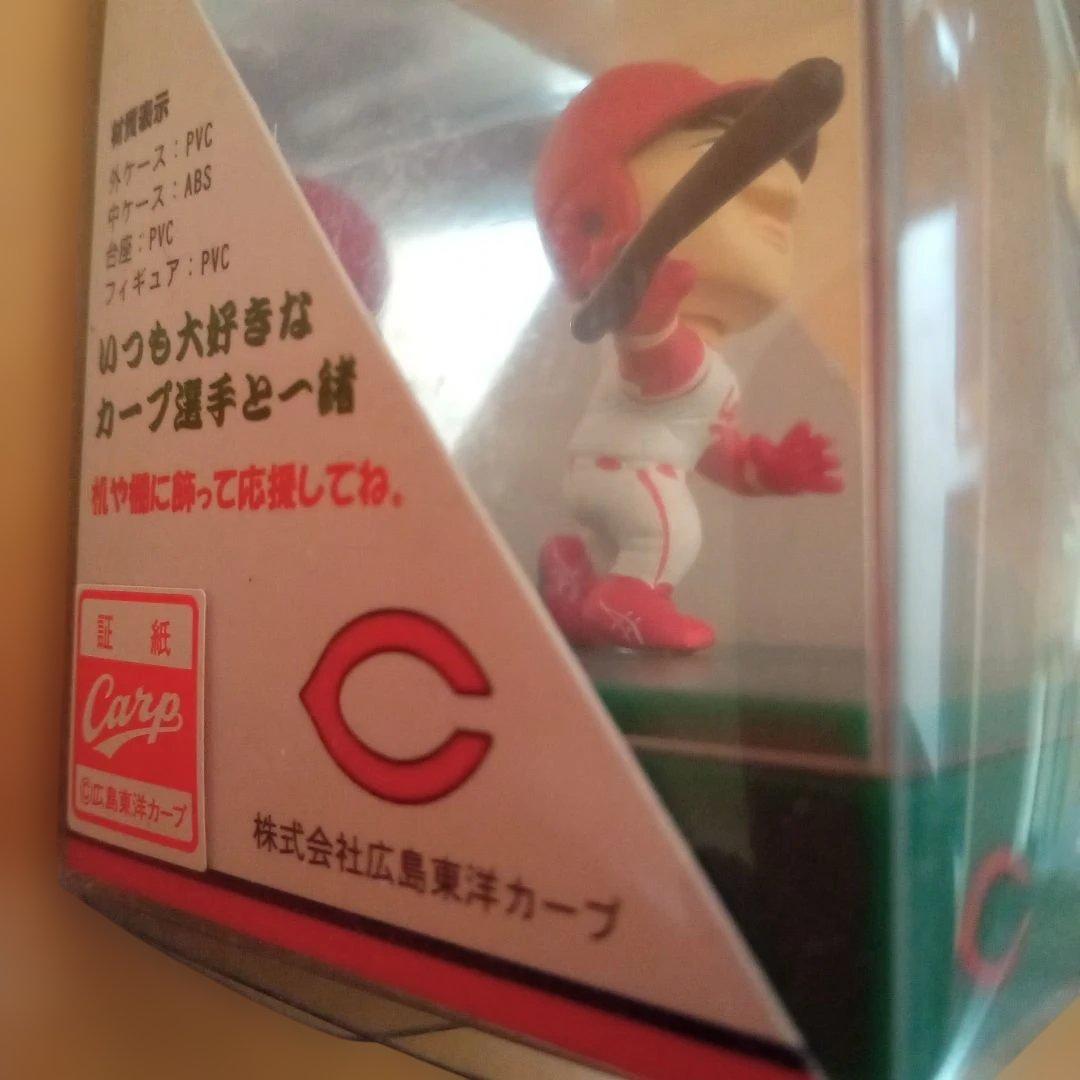 材質表示
外ケース：PVC
中ケース：ABS
台座：PVC
フィギュア：PVC
いつも大好きな
カープ選手と一緒
机や棚に飾って応援してね。
証 紙
Carp
©広島東洋カープ
C
株式会社広島東洋カープ
C